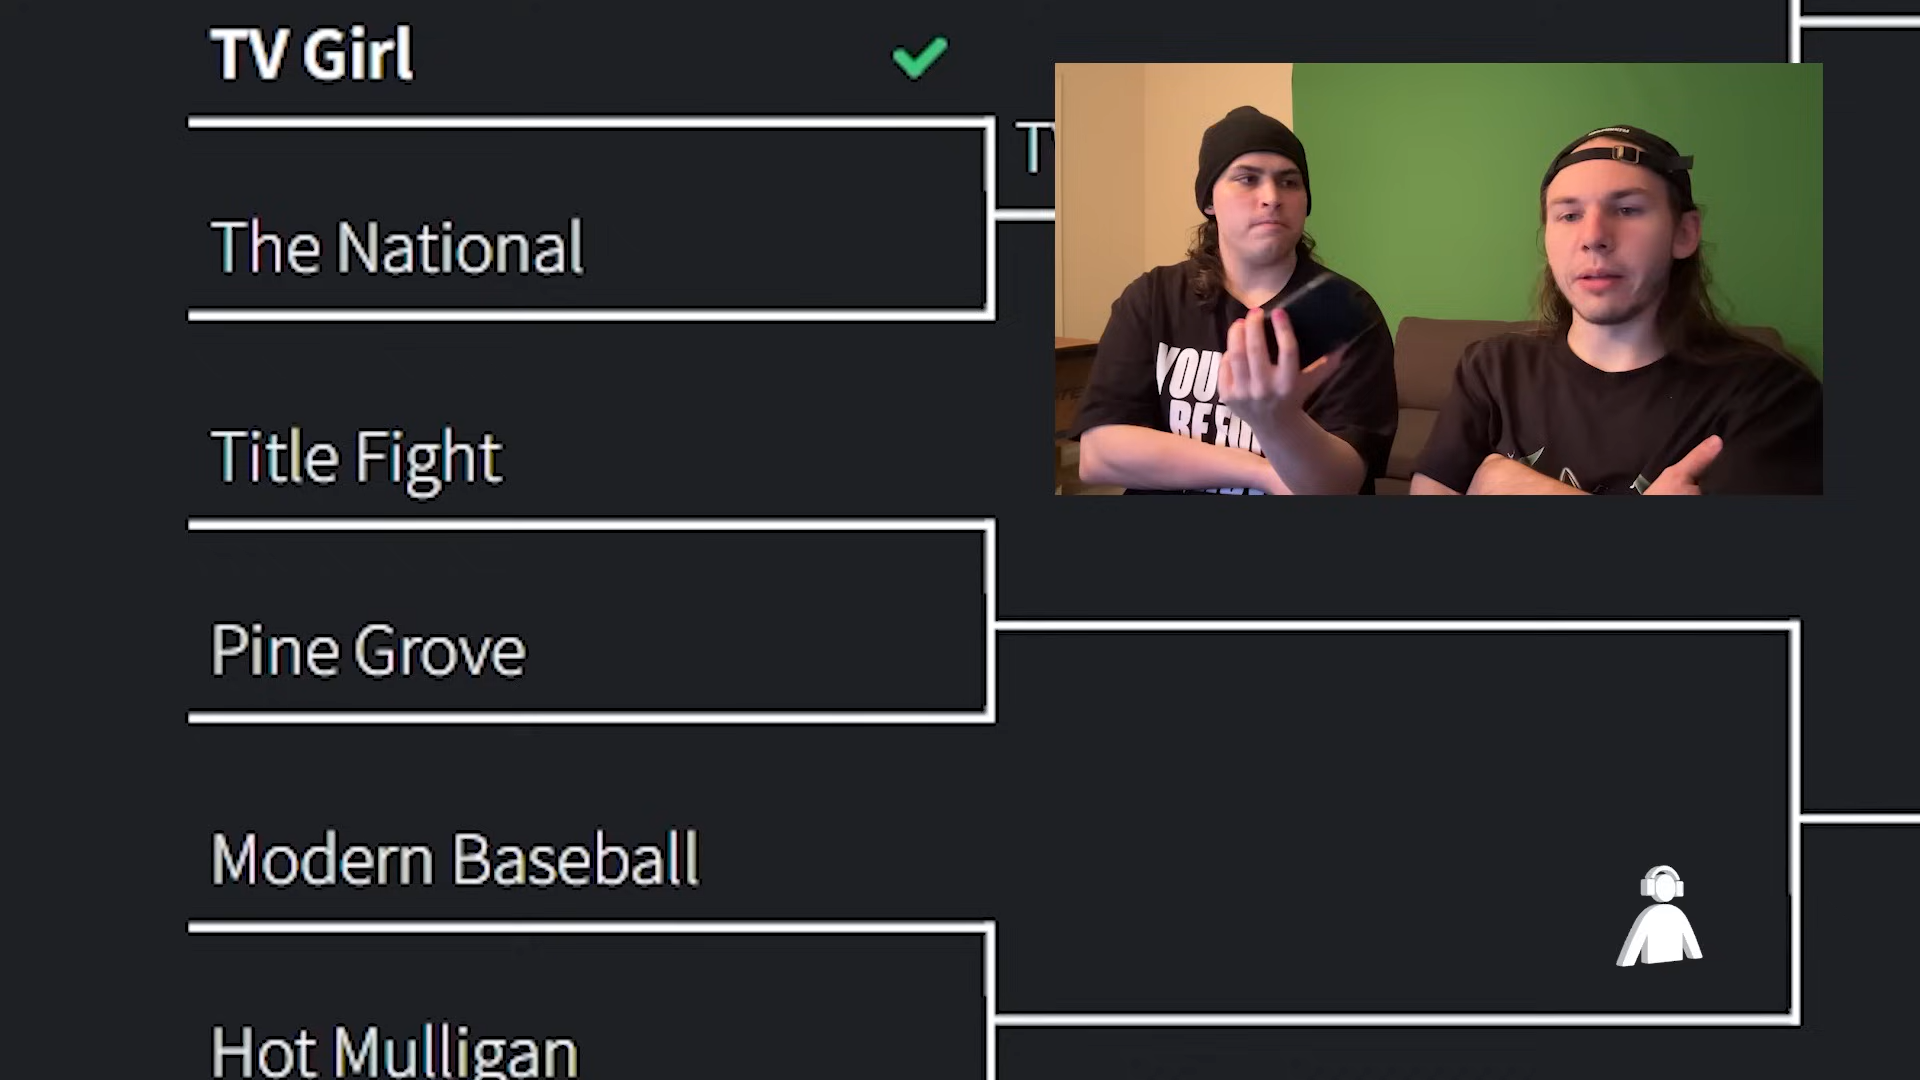 TV Girl
The National
Title Fight
Pine Grove
Modern Baseball
Hot Mulligan